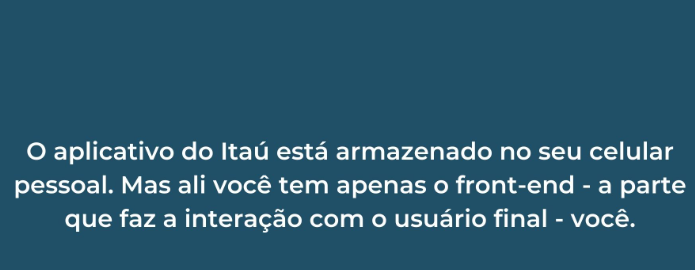 O aplicativo do Itaú está armazenado no seu celular
pessoal. Mas ali você tem apenas o front-end - a parte
que faz a interação com o usuário final - você.